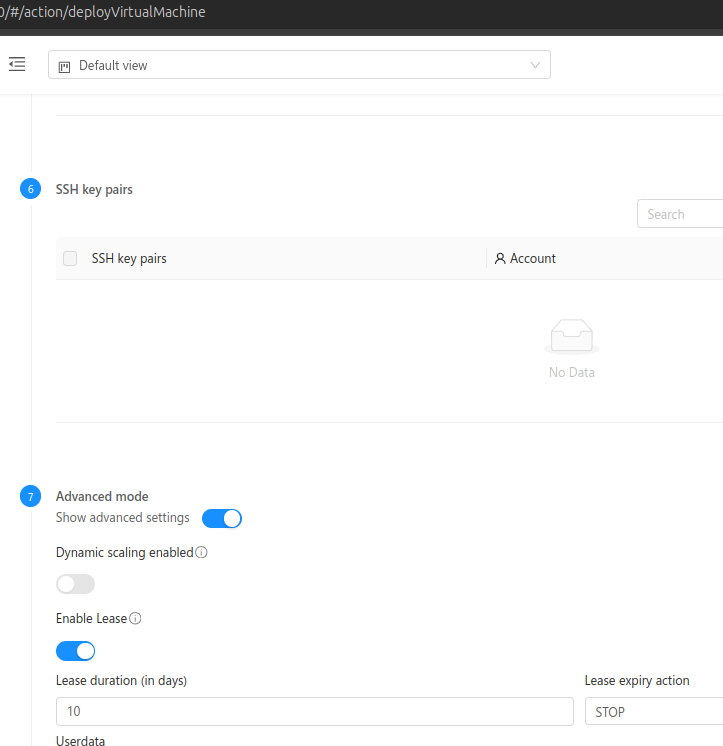 0/#/action/deployVirtualMachine
Default view
6 SSH key pairs
Search
SSH key pairs Account
No Data
7 Advanced mode
Show advanced settings
Dynamic scaling enabled
Enable Lease
Lease duration (in days) Lease expiry action
10 STOP
Userdata